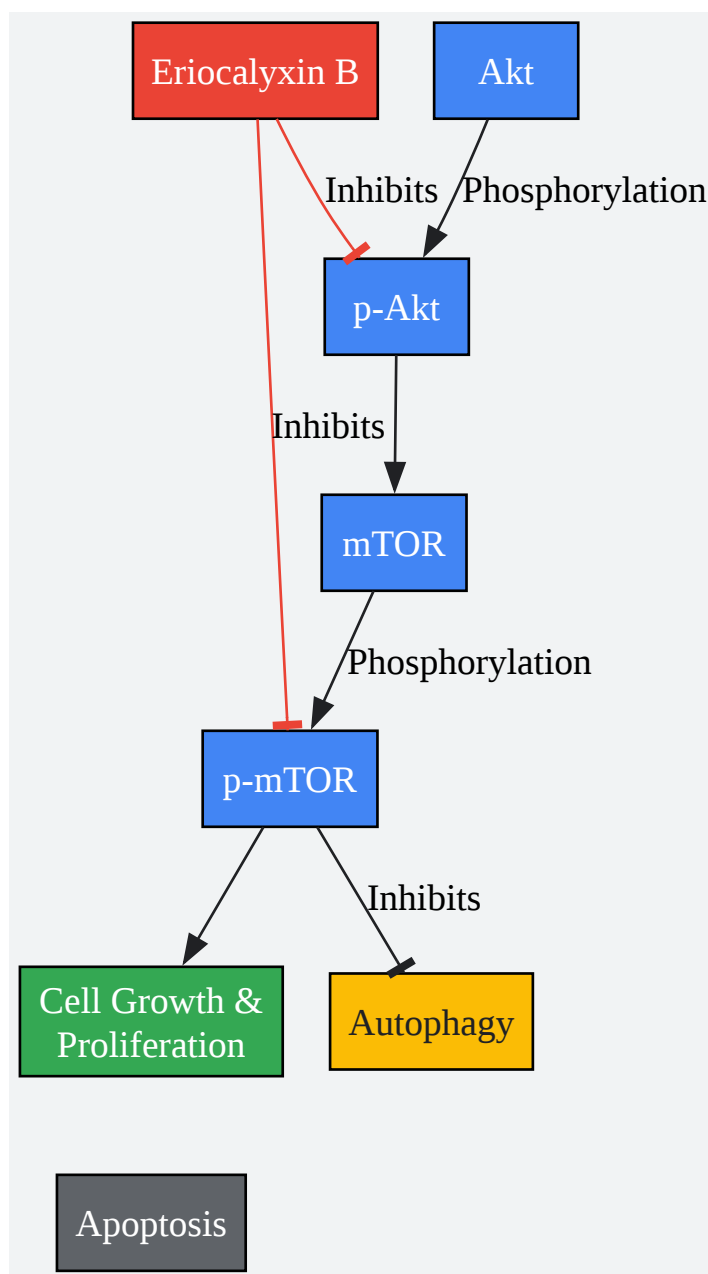 Eriocalyxin B
Akt
Inhibits
Phosphorylation
p-Akt
Inhibits
mTOR
Phosphorylation
p-mTOR
Inhibits
Cell Growth &
Proliferation
Autophagy
Apoptosis